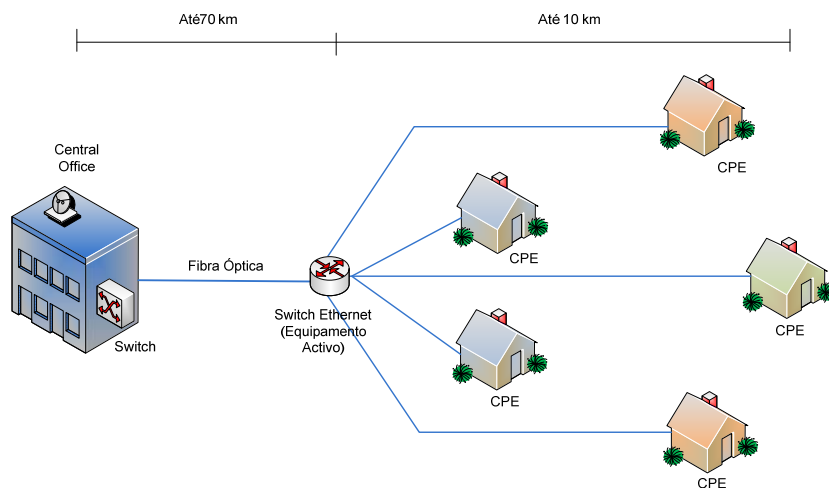 Até70 km
Até 10 km
Central
Office
CPE
CPE
Fibra Óptica
Switch Ethernet
(Equipamento
Activo)
Switch
CPE
CPE
CPE